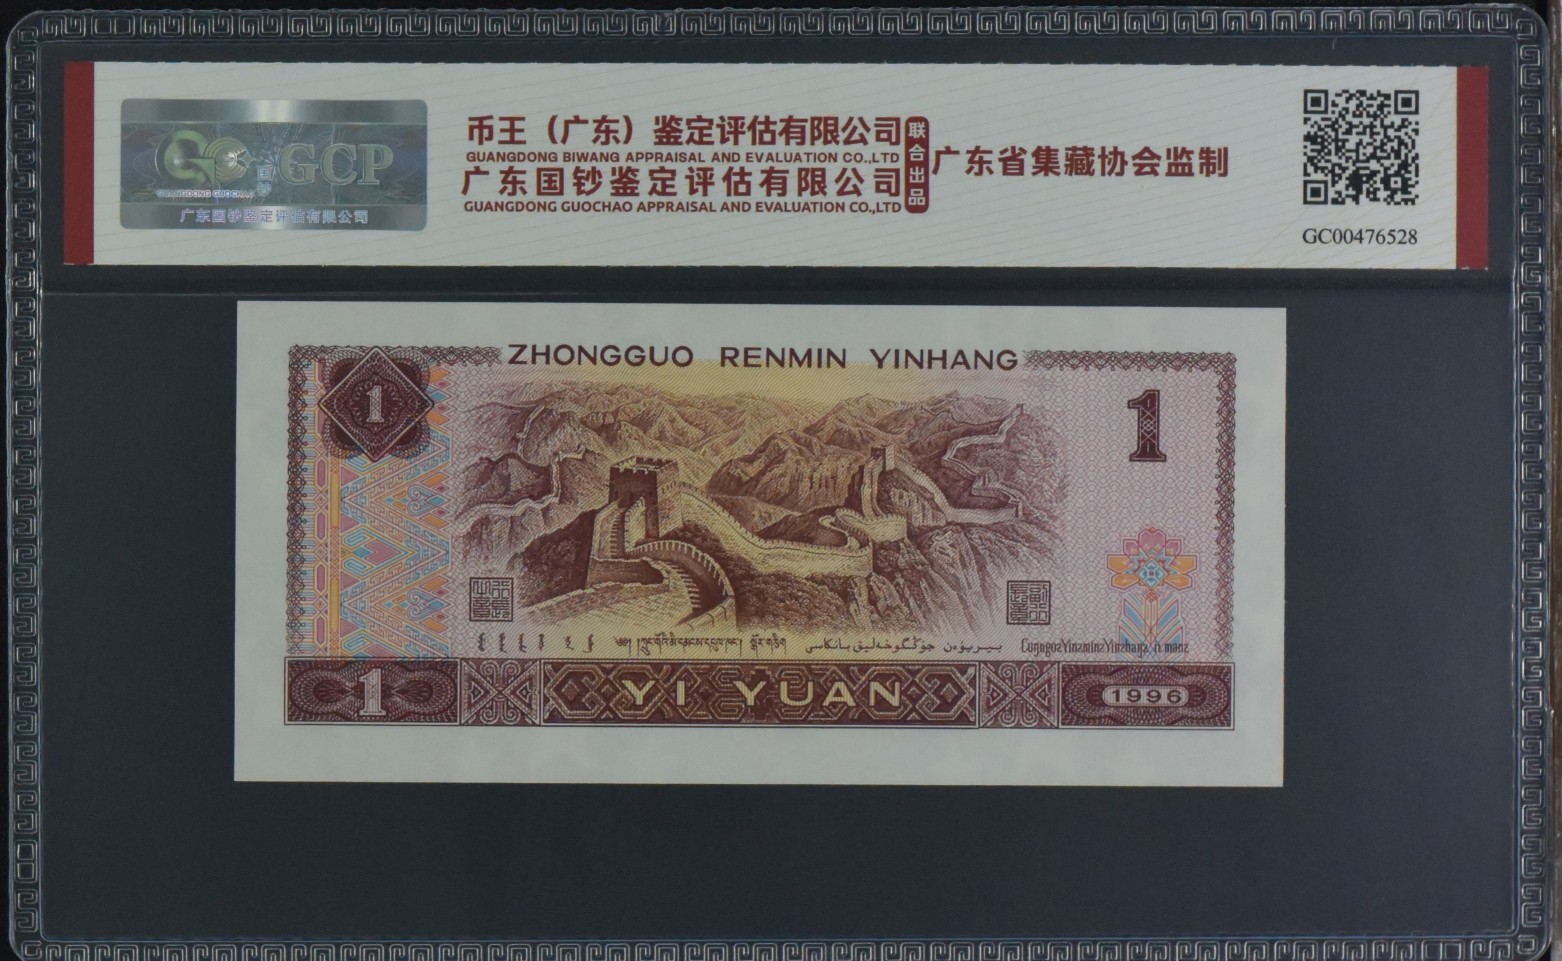 币王（广东）鉴定评估有限公司
GUANGDONG BIWANG APPRAISAL AND EVALUATION CO.,LTD
广东国钞鉴定评估有限公司
GUANGDONG GUOCHAO APPRAISAL AND EVALUATION CO.,LTD
联合出品
广东省集藏协会监制
GCP
GUANGDONG GUOCHAO
广东国钞鉴定评估有限公司
GC00476528
ZHONGGUO RENMIN YINHANG
1
1
1
YI YUAN
1996